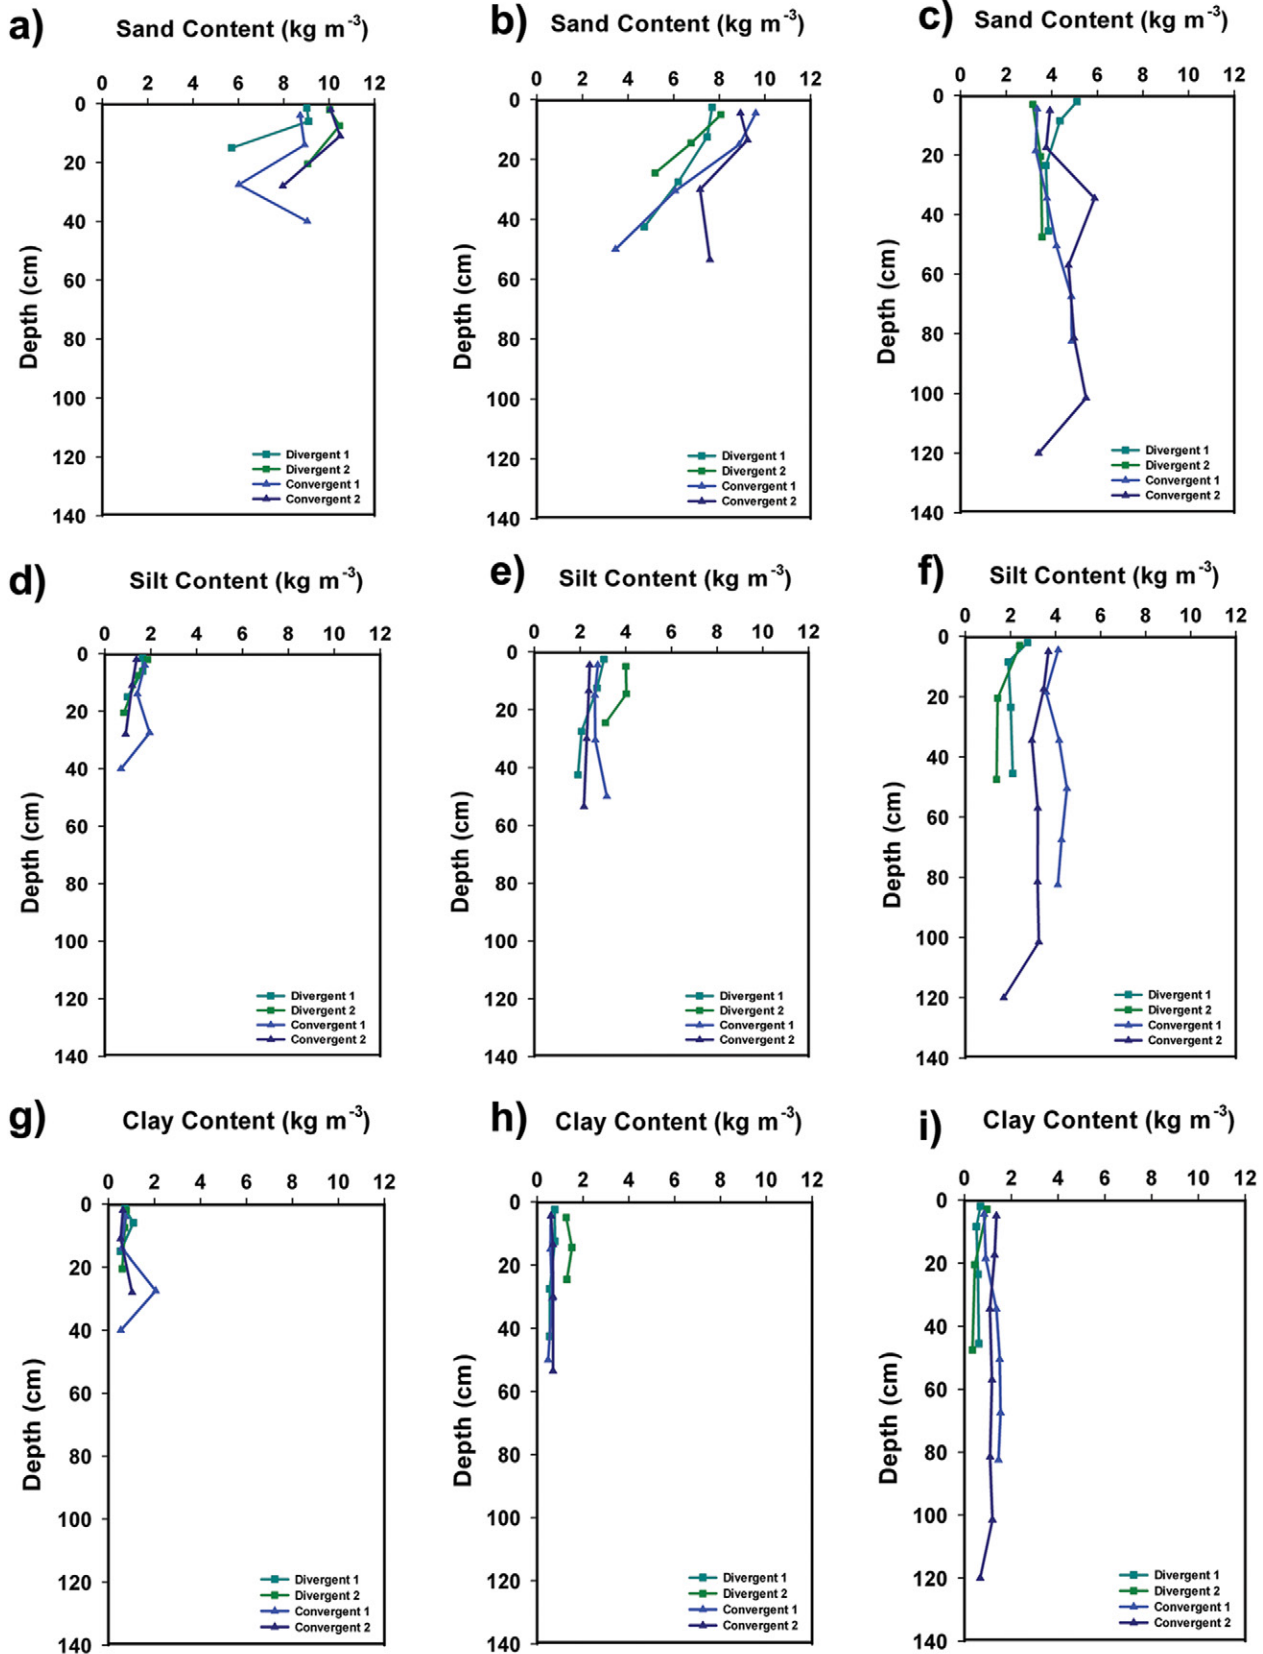 a) Sand Content (kg m-3)
0 2 4 6 8 10 12
0
20
40
60
80
100
120
140
Depth (cm)
Divergent 1
Divergent 2
Convergent 1
Convergent 2
b) Sand Content (kg m-3)
0 2 4 6 8 10 12
0
20
40
60
80
100
120
140
Depth (cm)
Divergent 1
Divergent 2
Convergent 1
Convergent 2
c) Sand Content (kg m-3)
0 2 4 6 8 10 12
0
20
40
60
80
100
120
140
Depth (cm)
Divergent 1
Divergent 2
Convergent 1
Convergent 2
d) Silt Content (kg m-3)
0 2 4 6 8 10 12
0
20
40
60
80
100
120
140
Depth (cm)
Divergent 1
Divergent 2
Convergent 1
Convergent 2
e) Silt Content (kg m-3)
0 2 4 6 8 10 12
0
20
40
60
80
100
120
140
Depth (cm)
Divergent 1
Divergent 2
Convergent 1
Convergent 2
f) Silt Content (kg m-3)
0 2 4 6 8 10 12
0
20
40
60
80
100
120
140
Depth (cm)
Divergent 1
Divergent 2
Convergent 1
Convergent 2
g) Clay Content (kg m-3)
0 2 4 6 8 10 12
0
20
40
60
80
100
120
140
Depth (cm)
Divergent 1
Divergent 2
Convergent 1
Convergent 2
h) Clay Content (kg m-3)
0 2 4 6 8 10 12
0
20
40
60
80
100
120
140
Depth (cm)
Divergent 1
Divergent 2
Convergent 1
Convergent 2
i) Clay Content (kg m-3)
0 2 4 6 8 10 12
0
20
40
60
80
100
120
140
Depth (cm)
Divergent 1
Divergent 2
Convergent 1
Convergent 2